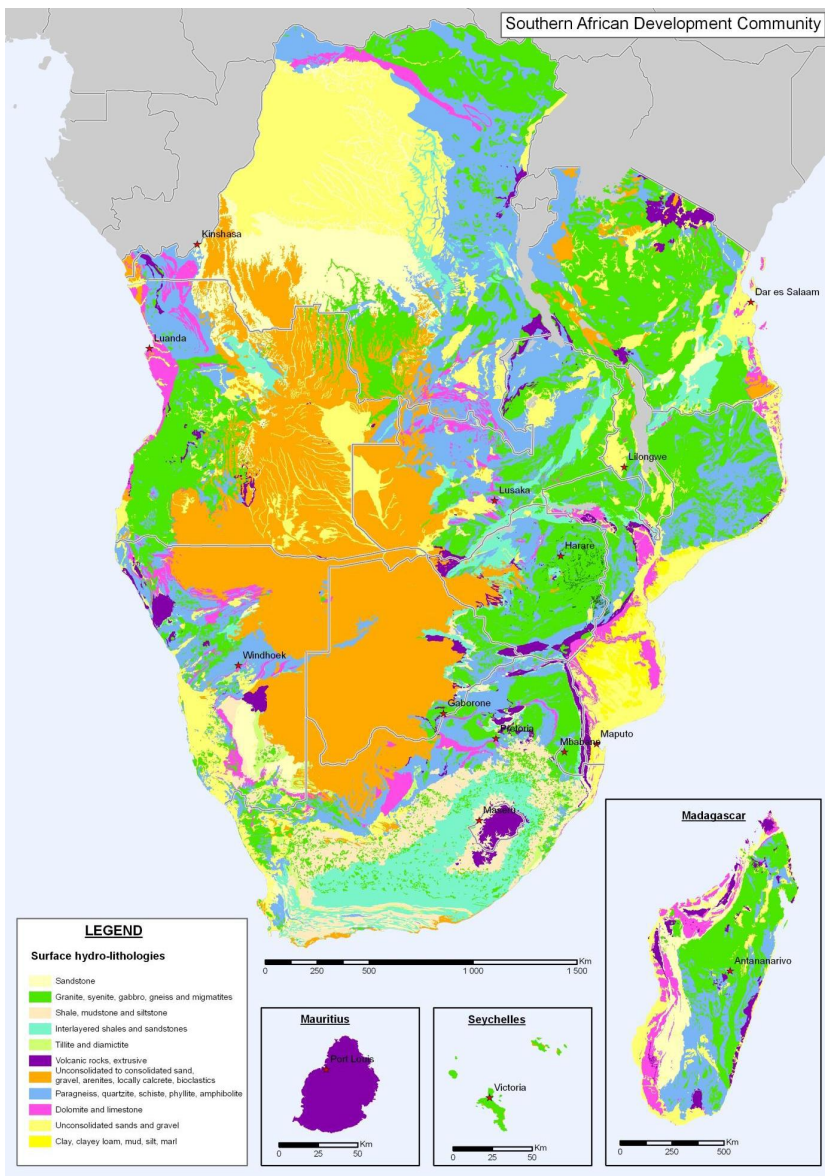 Southern African Development Community
Kinshasa
Dar es Salaam
Luanda
Lilongwe
Lusaka
Harare
Windhoek
Gaborone
Pretoria
Mbabane
Maputo
Maseru
LEGEND
Surface hydro-lithologies
Sandstone
Granite, syenite, gabbro, gneiss and migmatites
Shale, mudstone and siltstone
Interlayered shales and sandstones
Tillite and diamictite
Volcanic rocks, extrusive
Unconsolidated to consolidated sand,
gravel, arenites, locally calcrete, bioclastics
Paragneiss, quartzite, schiste, phyllite, amphibolite
Dolomite and limestone
Unconsolidated sands and gravel
Clay, clayey loam, mud, silt, marl
Km
0 250 500 1 000 1 500
Mauritius
Port Louis
Km
0 25 50
Seychelles
Victoria
Km
0 25 50
Madagascar
Antananarivo
Km
0 250 500